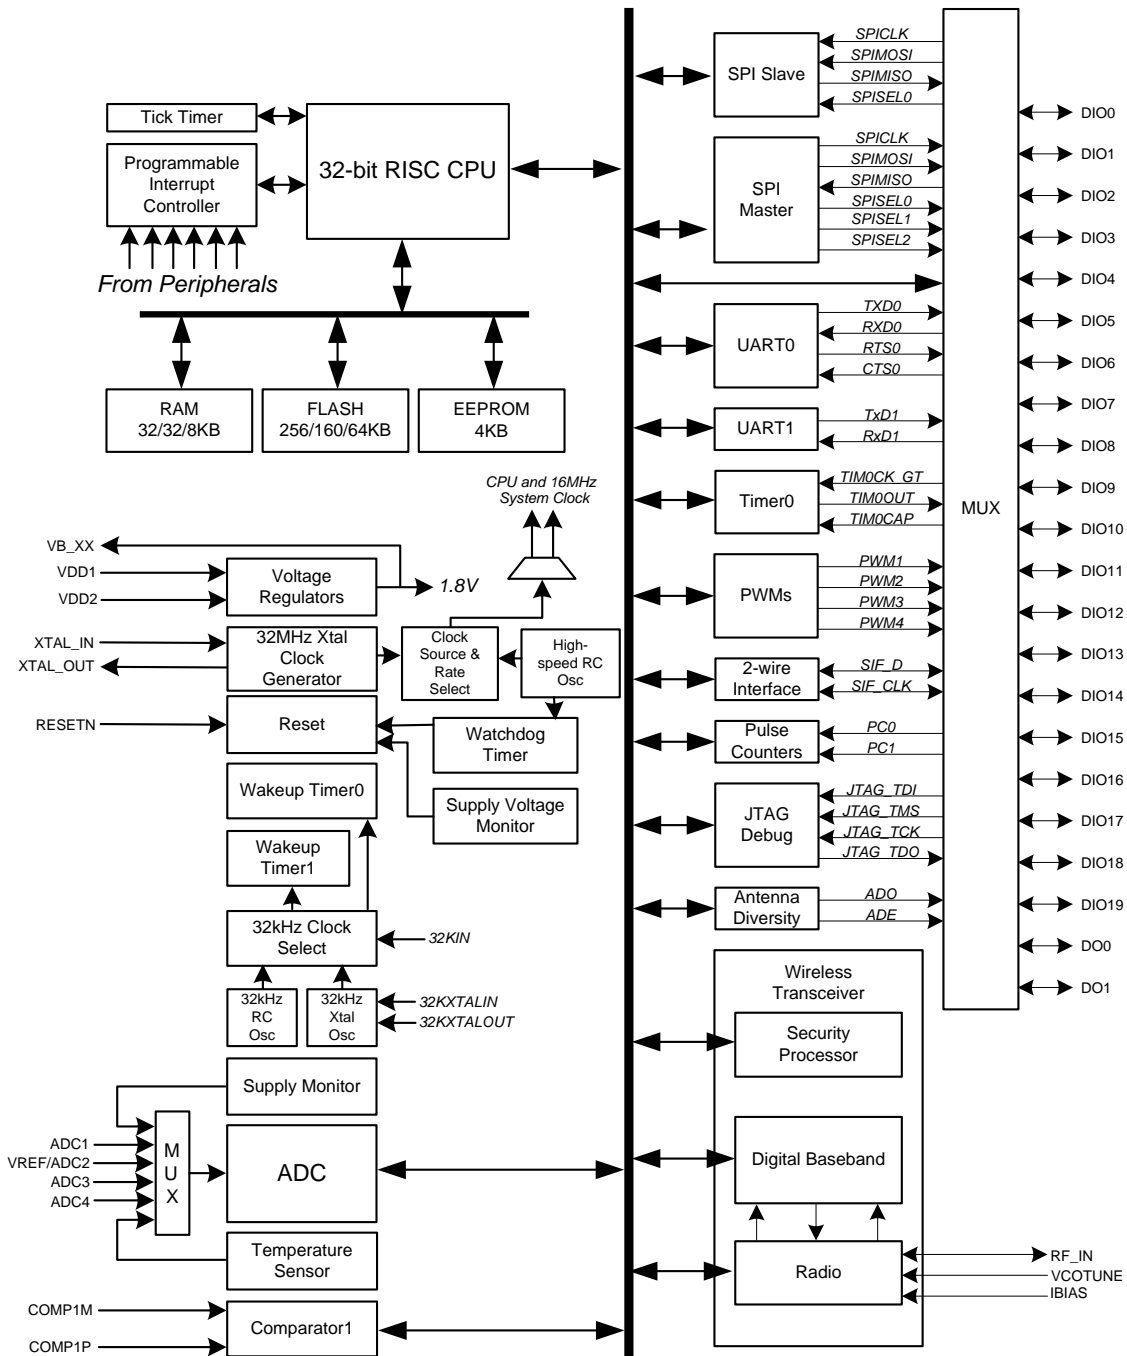 Tick Timer
Programmable
Interrupt
Controller
From Peripherals
32-bit RISC CPU
RAM
32/32/8KB
FLASH
256/160/64KB
EEPROM
4KB
CPU and 16MHz
System Clock
VB_XX
VDD1
VDD2
Voltage
Regulators
1.8V
XTAL_IN
XTAL_OUT
32MHz Xtal
Clock
Generator
Clock
Source &
Rate
Select
High-
speed RC
Osc
RESETN
Reset
Watchdog
Timer
Wakeup Timer0
Supply Voltage
Monitor
Wakeup
Timer1
32kHz Clock
Select
32KIN
32kHz
RC
Osc
32kHz
Xtal
Osc
32KXTALIN
32KXTALOUT
Supply Monitor
ADC1
VREF/ADC2
ADC3
ADC4
M
U
X
ADC
Temperature
Sensor
COMP1M
COMP1P
Comparator1
SPI Slave
SPICLK
SPIMOSI
SPIMISO
SPISEL0
SPI
Master
SPICLK
SPIMOSI
SPIMISO
SPISEL0
SPISEL1
SPISEL2
UART0
TXD0
RXD0
RTS0
CTS0
UART1
TxD1
RxD1
Timer0
TIM0CK_GT
TIM0OUT
TIM0CAP
PWMs
PWM1
PWM2
PWM3
PWM4
2-wire
Interface
SIF_D
SIF_CLK
Pulse
Counters
PC0
PC1
JTAG
Debug
JTAG_TDI
JTAG_TMS
JTAG_TCK
JTAG_TDO
Antenna
Diversity
ADO
ADE
Wireless
Transceiver
Security
Processor
Digital Baseband
Radio
RF_IN
VCOTUNE
IBIAS
MUX
DIO0
DIO1
DIO2
DIO3
DIO4
DIO5
DIO6
DIO7
DIO8
DIO9
DIO10
DIO11
DIO12
DIO13
DIO14
DIO15
DIO16
DIO17
DIO18
DIO19
DO0
DO1